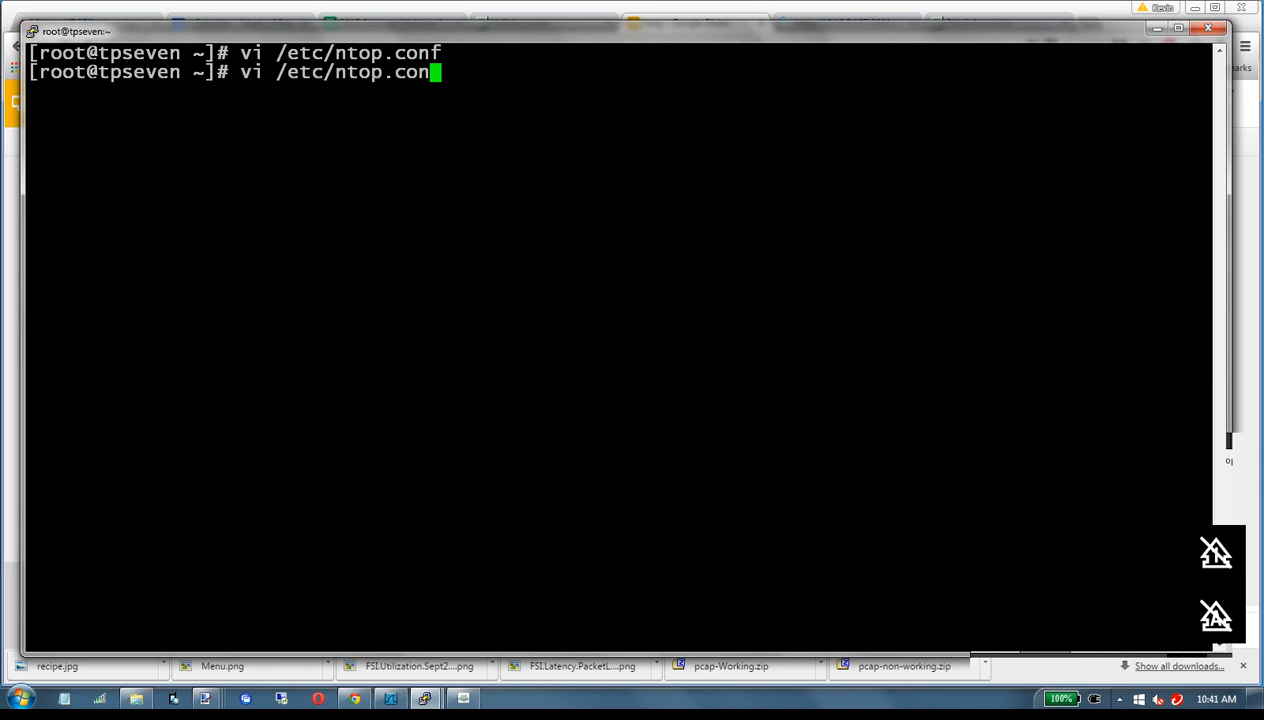 Kevin
root@tpseven:~
[root@tpseven ~]# vi /etc/ntop.conf
[root@tpseven ~]# vi /etc/ntop.con
arks
recipe.jpg
Menu.png
FSI.Utilization.Sept2....png
FSI.Latency.PacketL....png
pcap-Working.zip
pcap-non-working.zip
Show all downloads...
100%
10:41 AM